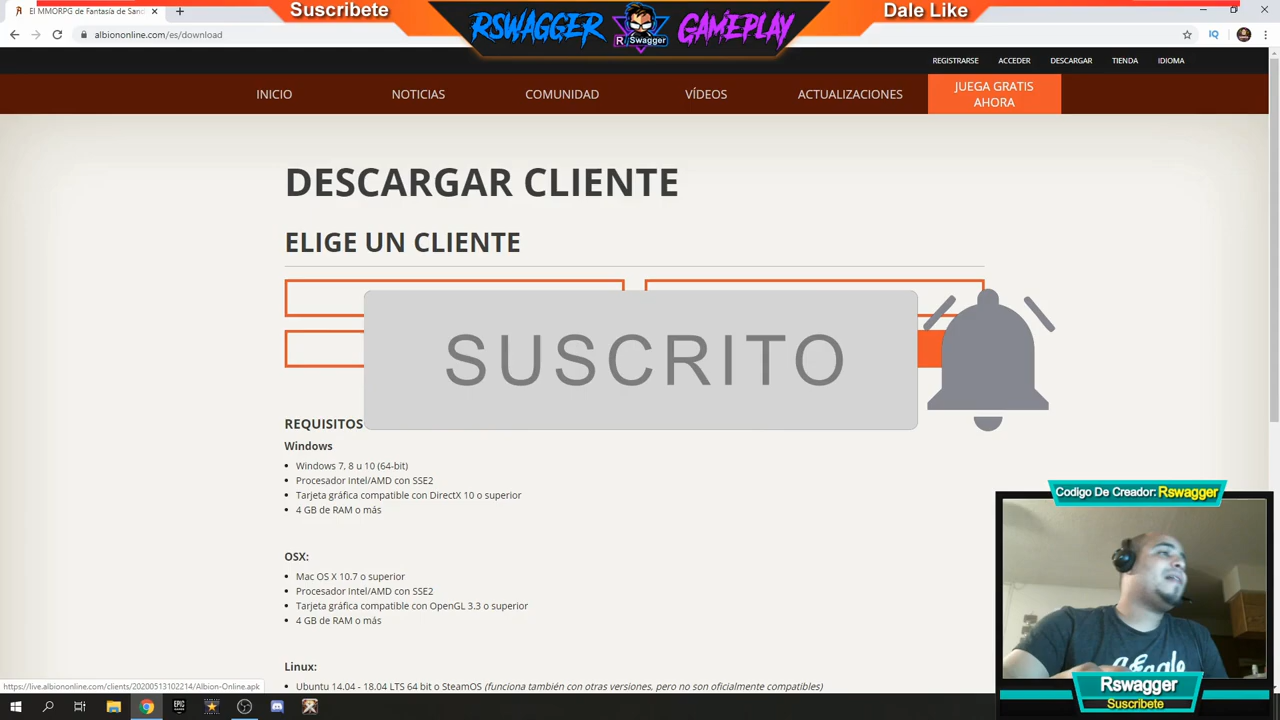 El MMORPG de Fantasía de Sand
Suscribete
RSWAGGER
R Swagger
GAMEPLAY
Dale Like
albiononline.com/es/download
IQ
REGISTRARSE
ACCEDER
DESCARGAR
TIENDA
IDIOMA
INICIO
NOTICIAS
COMUNIDAD
VÍDEOS
ACTUALIZACIONES
JUEGA GRATIS
AHORA
DESCARGAR CLIENTE
ELIGE UN CLIENTE
SUSCRITO
REQUISITOS
Windows
Windows 7, 8 u 10 (64-bit)
Procesador Intel/AMD con SSE2
Tarjeta gráfica compatible con DirectX 10 o superior
4 GB de RAM o más
OSX:
Mac OS X 10.7 o superior
Procesador Intel/AMD con SSE2
Tarjeta gráfica compatible con OpenGL 3.3 o superior
4 GB de RAM o más
Linux:
Ubuntu 14.04 - 18.04 LTS 64 bit o SteamOS (funciona también con otras versiones, pero no son oficialmente compatibles)
https://live.albiononline.com/clients/20200513102214/Albion-Online.apk
Codigo De Creador: Rswagger
Rswagger
Suscribete
EPIC